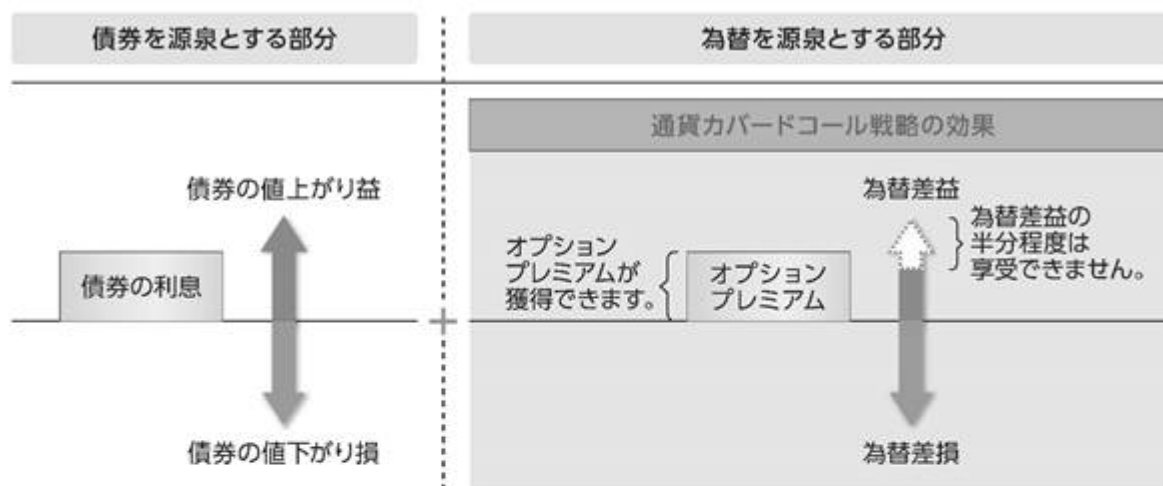 債券を源泉とする部分
為替を源泉とする部分
通貨カバードコール戦略の効果
債券の値上がり益
債券の利息
債券の値下がり損
オプション
プレミアムが
獲得できます。
オプション
プレミアム
為替差益
為替差益の
半分程度は
享受できません。
為替差損